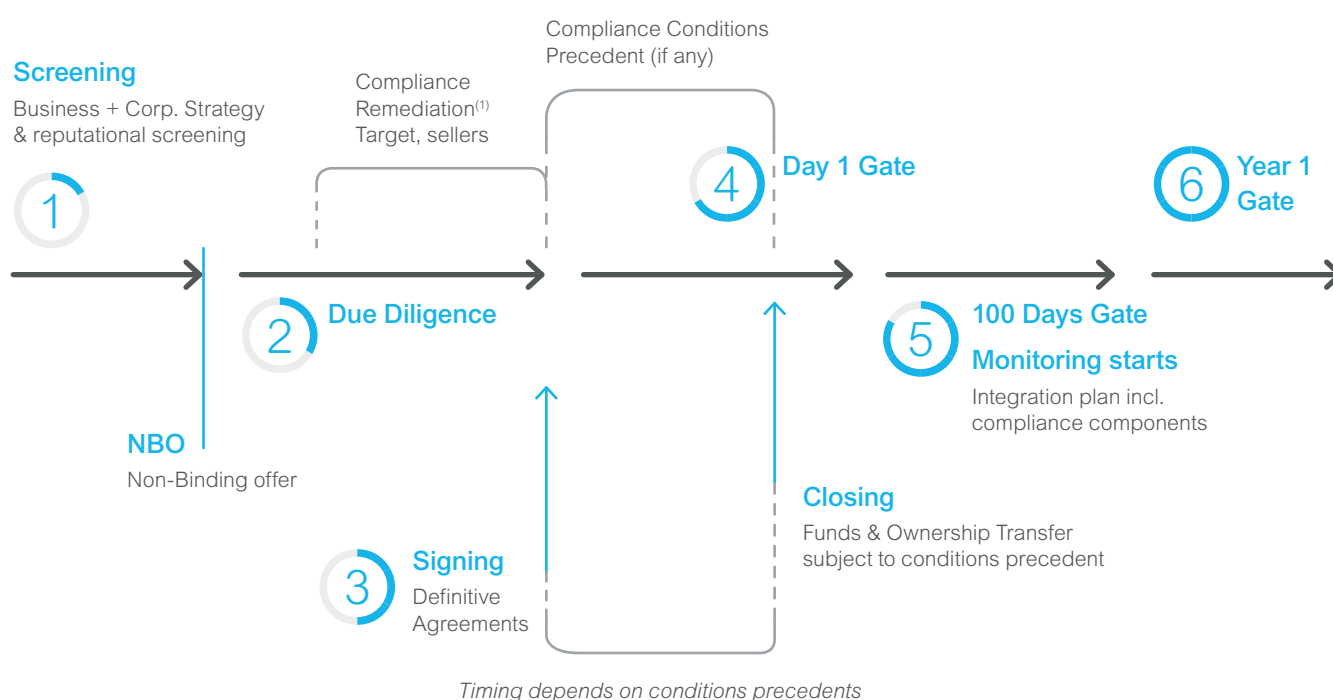 Screening
Business + Corp. Strategy
& reputational screening
1
Compliance
Remediation(1)
Target, sellers
Compliance Conditions
Precedent (if any)
4
Day 1 Gate
6
Year 1
Gate
2
Due Diligence
5
100 Days Gate
Monitoring starts
Integration plan incl.
compliance components
NBO
Non-Binding offer
3
Signing
Definitive
Agreements
Closing
Funds & Ownership Transfer
subject to conditions precedent
Timing depends on conditions precedents